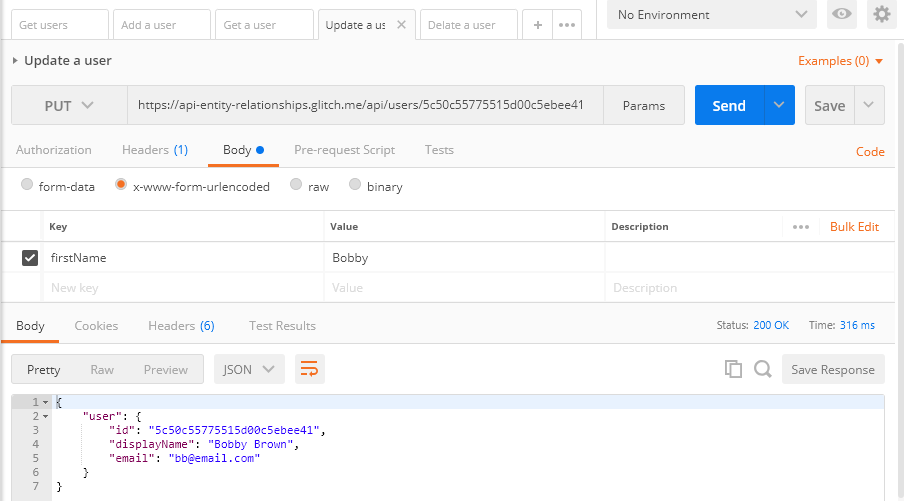 Get users Add a user Get a user Update a us Delate a user + ••• No Environment
Update a user Examples (0)
PUT https://api-entity-relationships.glitch.me/api/users/5c50c55775515d00c5ebee41 Params Send Save
Authorization Headers (1) Body Pre-request Script Tests Code
form-data x-www-form-urlencoded raw binary
Key Value Description ••• Bulk Edit
firstName Bobby
New key Value Description
Body Cookies Headers (6) Test Results Status: 200 OK Time: 316 ms
Pretty Raw Preview JSON Save Response
1 {
2 "user": {
3 "id": "5c50c55775515d00c5ebee41",
4 "displayName": "Bobby Brown",
5 "email": "bb@email.com"
6 }
7 }